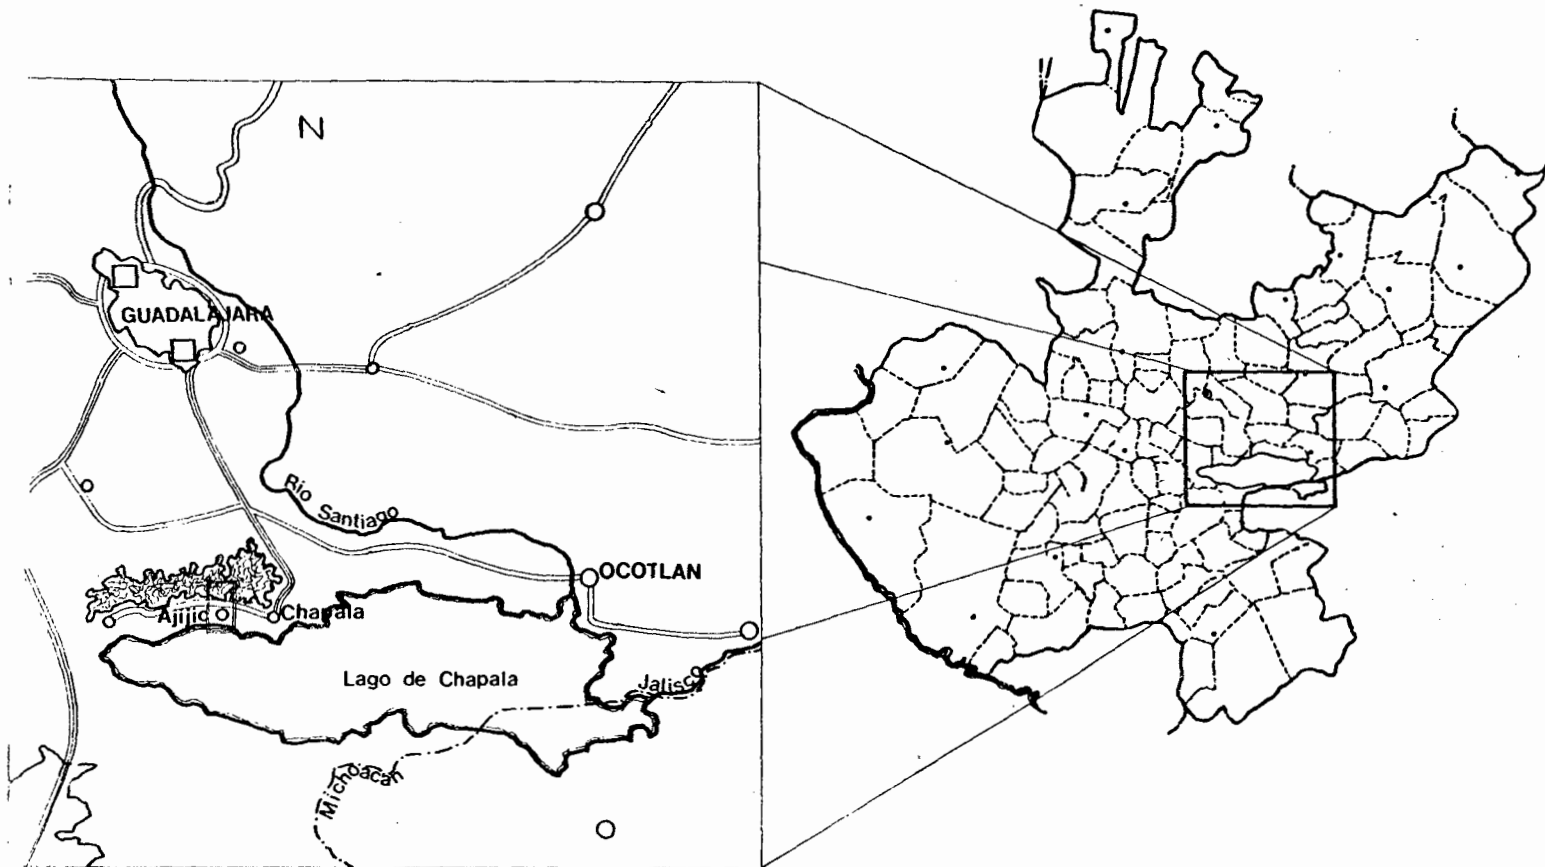 N
GUADALAJARA
Rio Santiago
OCOTLAN
Ajijic
Chapala
Lago de Chapala
Jalisco
Michoacan